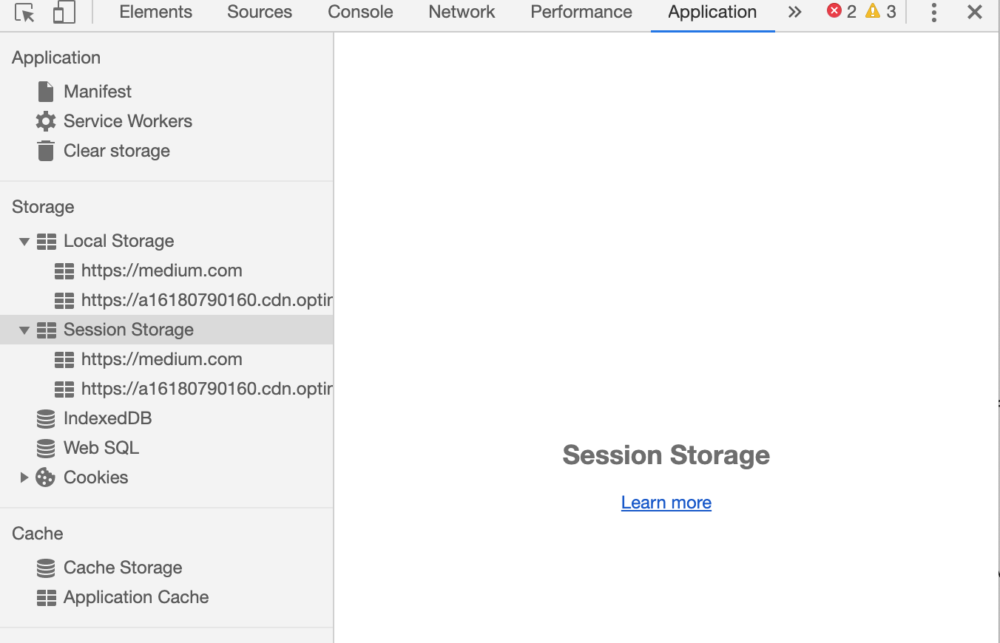 Elements Sources Console Network Performance Application » 2 3
Application
Manifest
Service Workers
Clear storage
Storage
Local Storage
https://medium.com
https://a16180790160.cdn.optir
Session Storage
https://medium.com
https://a16180790160.cdn.optir
IndexedDB
Web SQL
Cookies
Cache
Cache Storage
Application Cache
Session Storage
Learn more